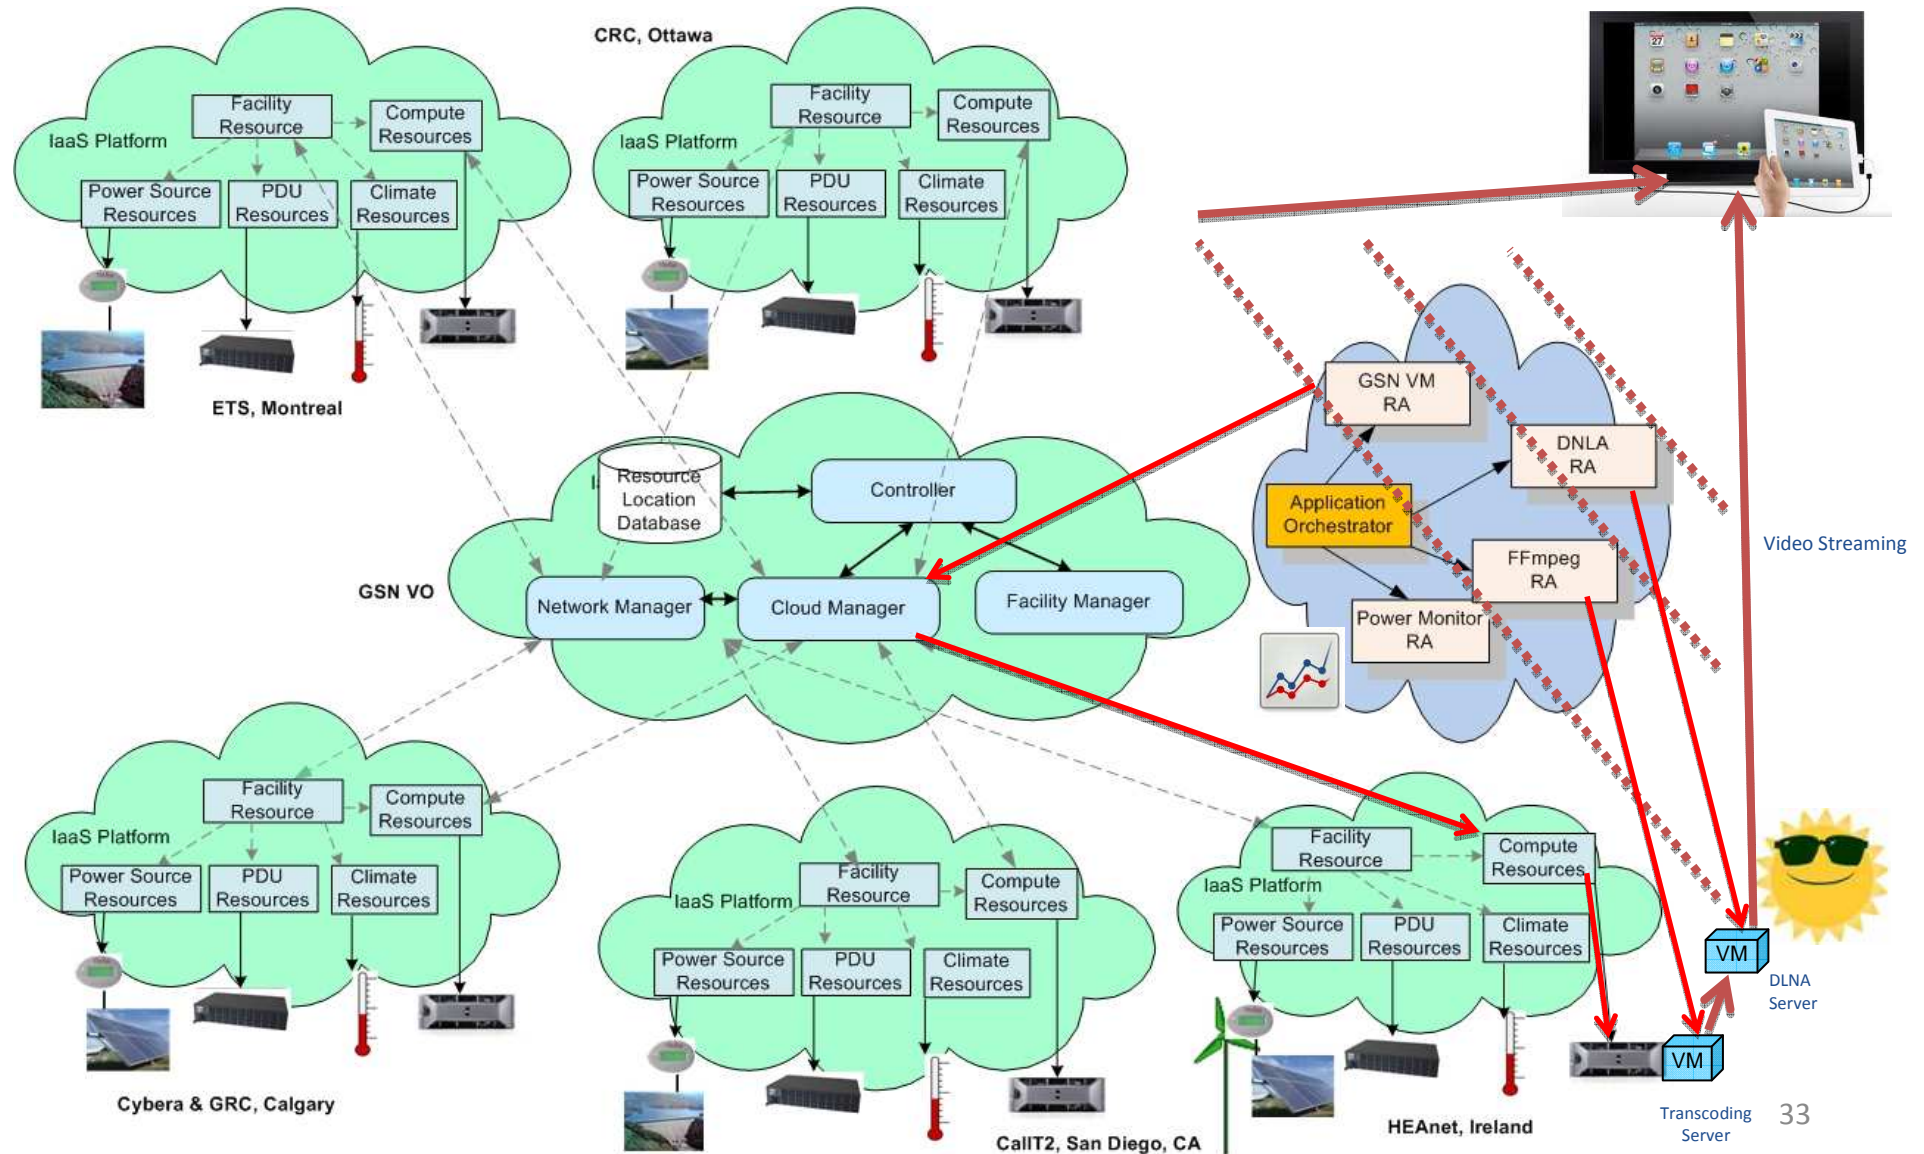 CRC, Ottawa
Facility
Resource
Compute
Resources
IaaS Platform
Power Source
Resources
PDU
Resources
Climate
Resources
ETS, Montreal
Facility
Resource
Compute
Resources
IaaS Platform
Power Source
Resources
PDU
Resources
Climate
Resources
GSN VO
Resource
Location
Database
Controller
Network Manager
Cloud Manager
Facility Manager
GSN VM
RA
DNLA
RA
Application
Orchestrator
FFmpeg
RA
Power Monitor
RA
Video Streaming
Facility
Resource
Compute
Resources
IaaS Platform
Power Source
Resources
PDU
Resources
Climate
Resources
Cybera & GRC, Calgary
Facility
Resource
Compute
Resources
IaaS Platform
Power Source
Resources
PDU
Resources
Climate
Resources
CalIT2, San Diego, CA
Facility
Resource
Compute
Resources
IaaS Platform
Power Source
Resources
PDU
Resources
Climate
Resources
HEAnet, Ireland
VM
DLNA
Server
VM
Transcoding
Server
33
27